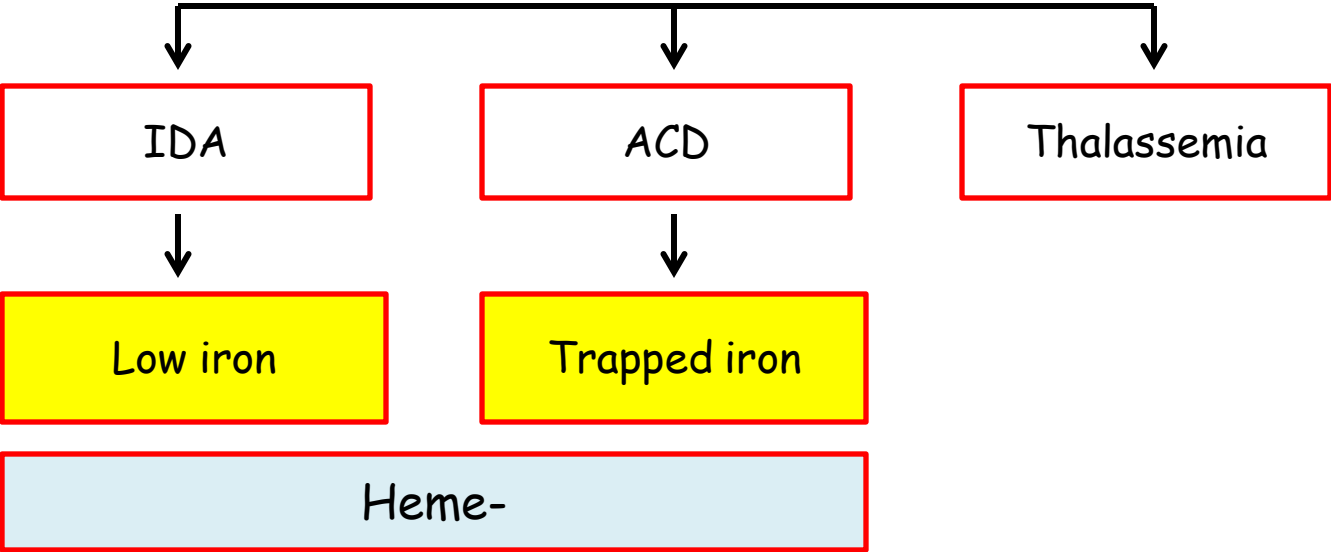 IDA
ACD
Thalassemia
Low iron
Trapped iron
Heme-